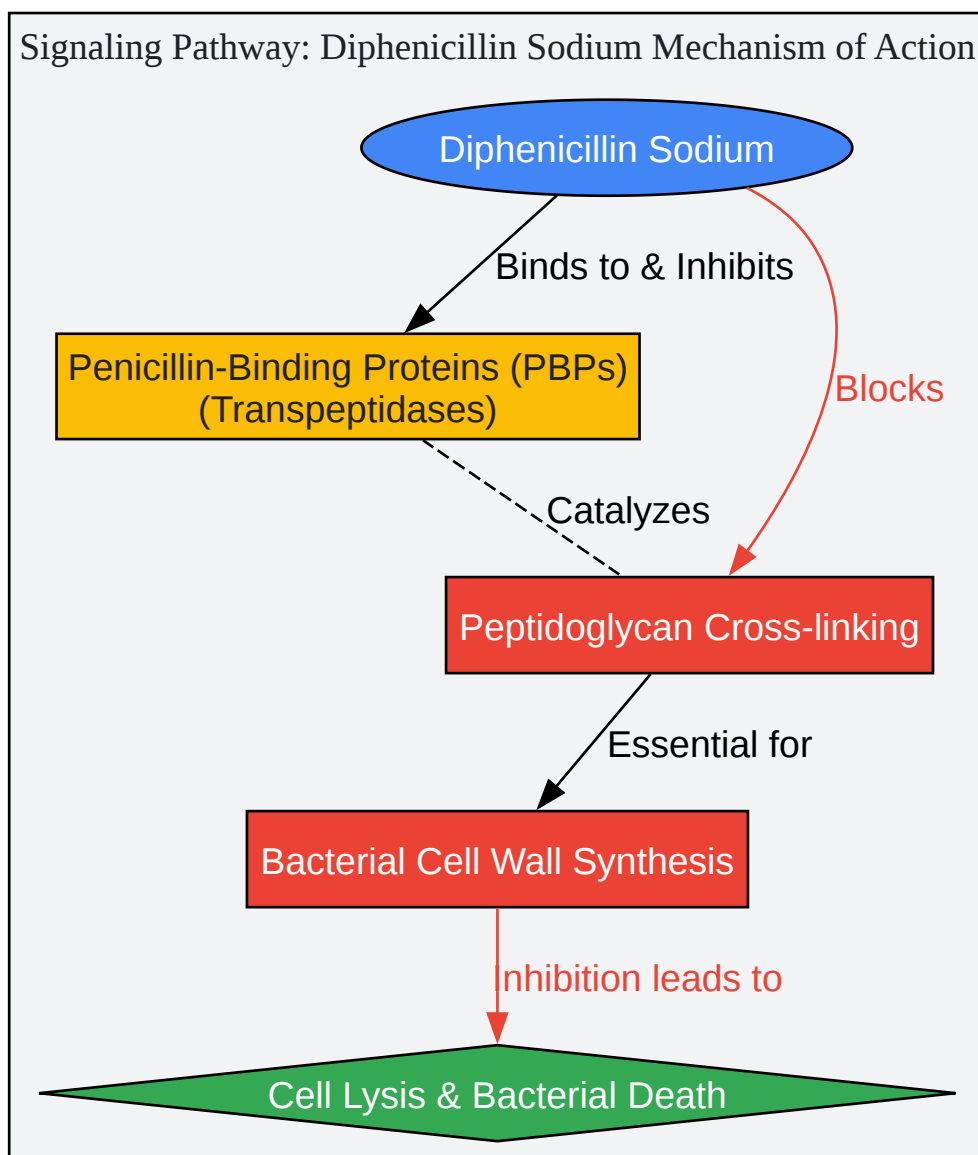 Signaling Pathway: Diphenicillin Sodium Mechanism of Action
Diphenicillin Sodium
Binds to & Inhibits
Penicillin-Binding Proteins (PBPs)
(Transpeptidases)
Blocks
Catalyzes
Peptidoglycan Cross-linking
Essential for
Bacterial Cell Wall Synthesis
Inhibition leads to
Cell Lysis & Bacterial Death